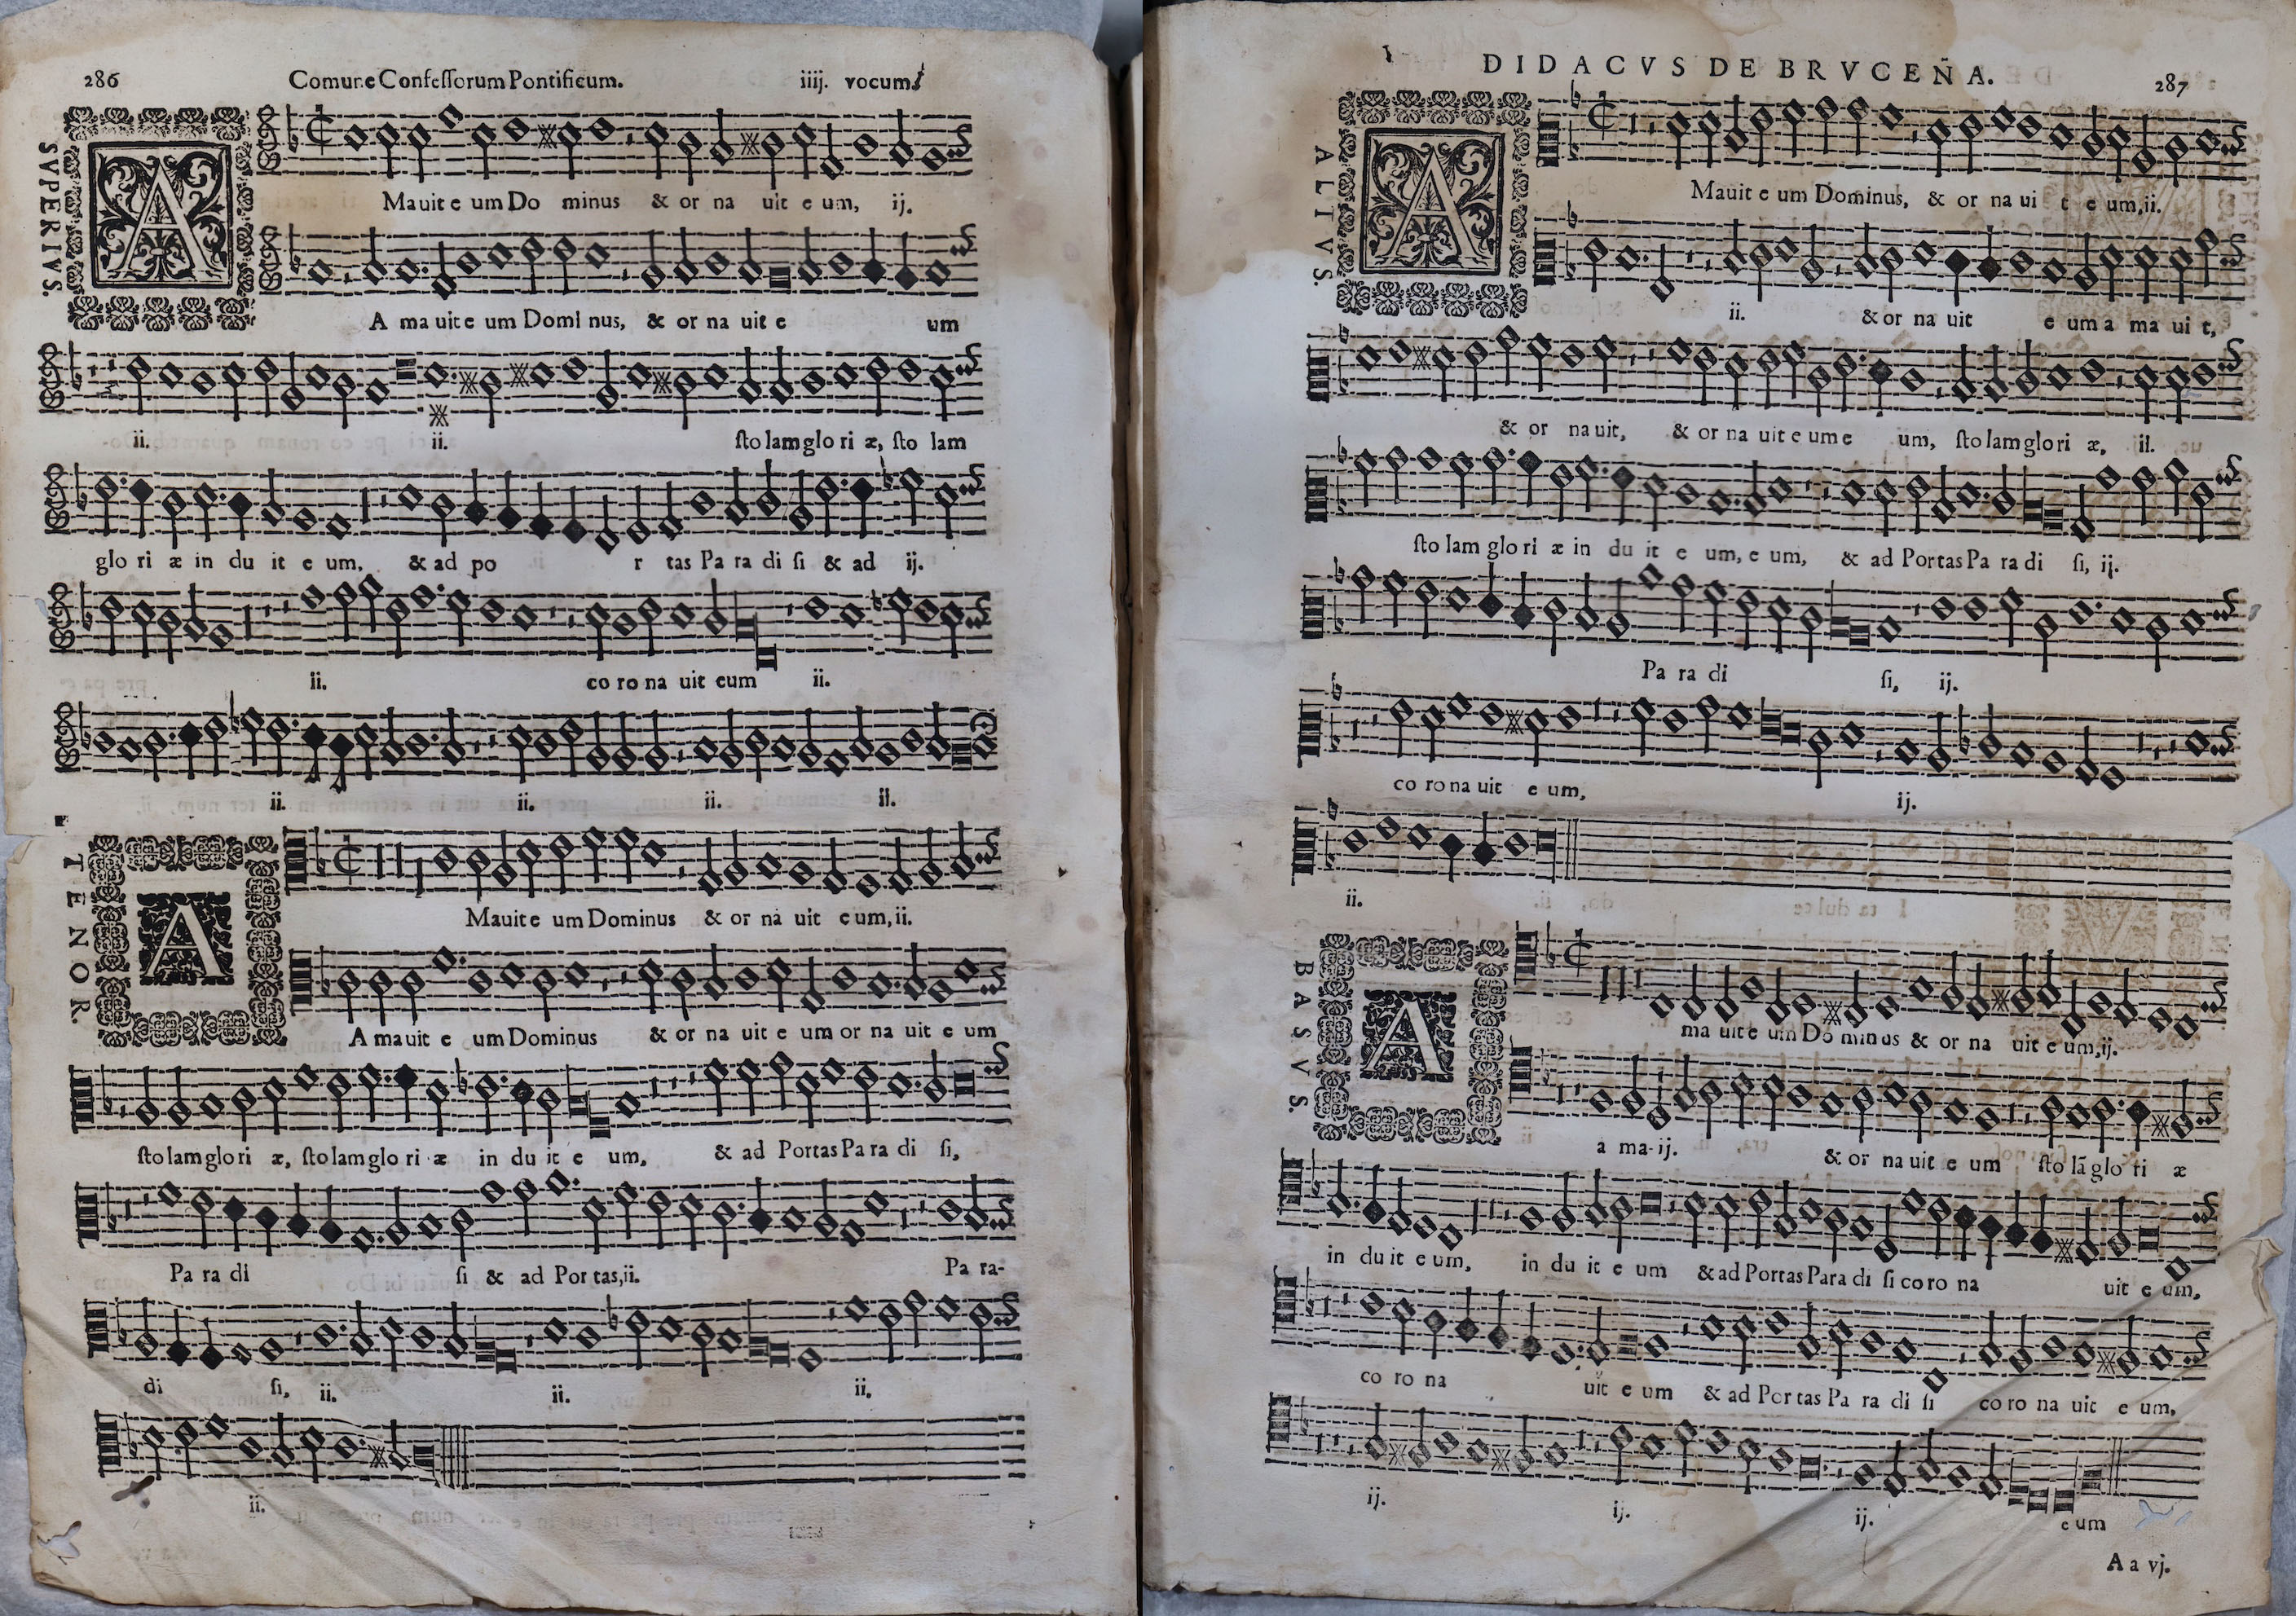 286 Comune Confessorum Pontificum. iiij. vocum
SVPERIVS.
A
Mauit e um Do minus & or na uit e um, ij.
A ma uit e um Domi nus, & or na uit e um
ii. ii. sto lam glo ri æ, sto lam
glo ri æ in du it e um, & ad po r tas Pa ra di si & ad ij.
ii. co ro na uit eum ii.
ii. ii. ii. ii.
TENOR.
A
Mauit e um Dominus & or na uit e um, ii.
A mauit e um Dominus & or na uit e um or na uit e um
sto lam glo ri æ, sto lam glo ri æ in du it e um, & ad Portas Pa ra di si,
Pa ra di si & ad Por tas, ii. Pa ra-
di si, ii. ii. ii.
ii.
DIDACVS DE BRVCEÑA. 287
ALTVS.
A
Mauit e um Dominus, & or na ui t e um, ii.
ii. & or na uit e um a ma ui t,
& or na uit, & or na uit e um e um, sto lam glo ri æ, ii.
sto lam glo ri æ in du it e um, e um, & ad Portas Pa ra di si, ij.
Pa ra di si, ij.
co ro na uit e um, ij.
ii.
BASVS.
A
ma uit e um Do minus & or na uit e um, ij.
a ma- ij. & or na uit e um sto lã glo ri æ
in du it e um, in du it e um & ad Portas Para di si co ro na uit e um,
co ro na uit e um & ad Por tas Pa ra di si co ro na uit e um,
ij. ij. ij. e um
A a vj.